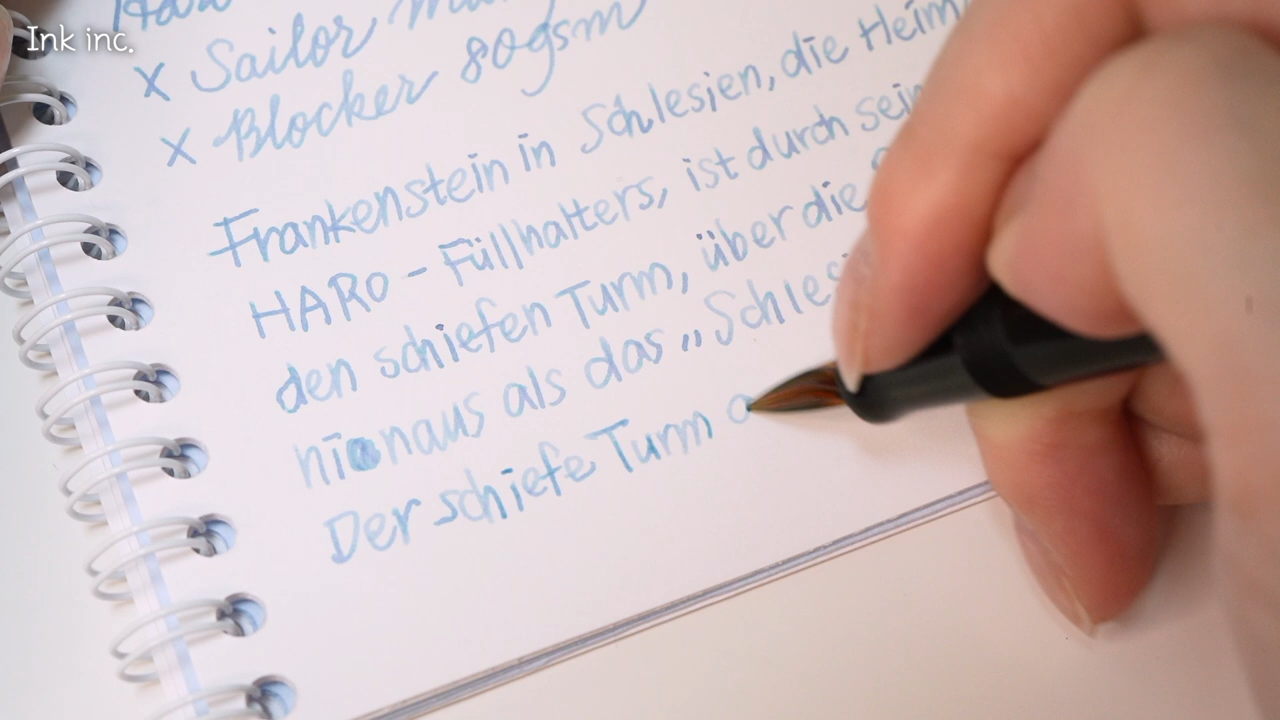 Ink inc.
x Sailor
x Blocker 80gsm
Frankenstein in Schlesien, die Heim
HARO - Füllhalters, ist durch sein
den schiefen Turm, über die
hinaus als das „Schlesi
Der schiefe Turm a